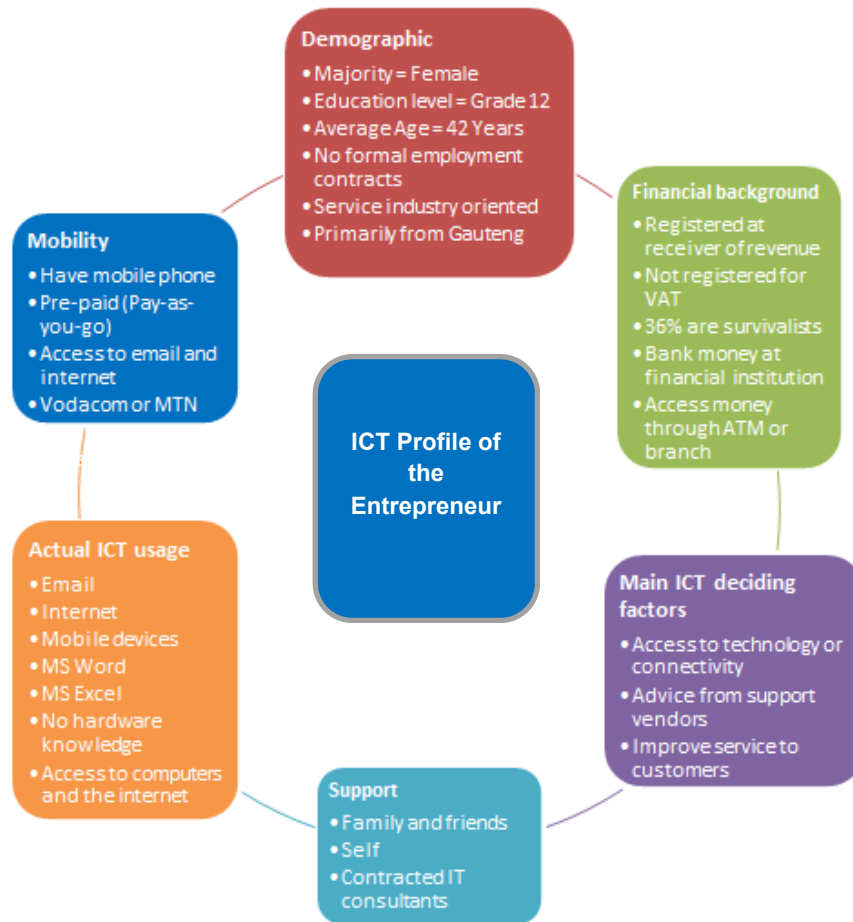 Demographic
• Majority = Female
• Education level = Grade 12
• Average Age = 42 Years
• No formal employment
contracts
• Service industry oriented
• Primarily from Gauteng
Financial background
• Registered at
receiver of revenue
• Not registered for
VAT
• 36% are survivalists
• Bank money at
financial institution
• Access money
through ATM or
branch
Main ICT deciding
factors
• Access to technology or
connectivity
• Advice from support
vendors
• Improve service to
customers
Support
• Family and friends
• Self
• Contracted IT
consultants
Actual ICT usage
• Email
• Internet
• Mobile devices
• MS Word
• MS Excel
• No hardware
knowledge
• Access to computers
and the internet
Mobility
• Have mobile phone
• Pre-paid (Pay-as-
you-go)
• Access to email and
internet
• Vodacom or MTN
ICT Profile of
the
Entrepreneur